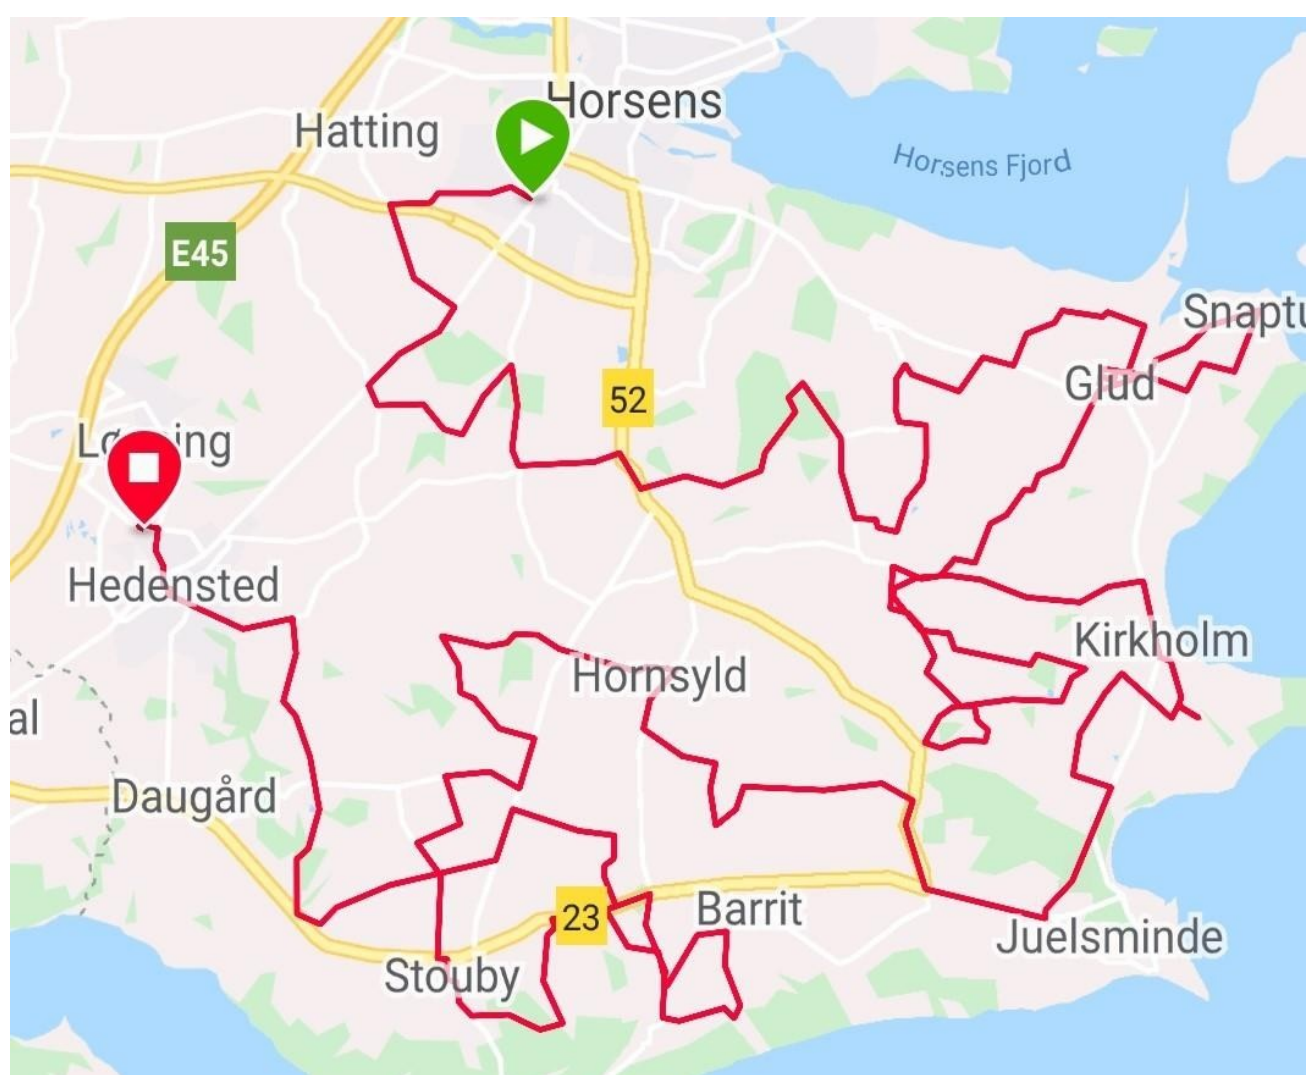 Horsens
Hatting
Horsens Fjord
E45
Snaptu
Glud
52
Hedensted
Kirkholm
Hornsyld
al
Daugård
23
Barrit
Juelsminde
Stouby